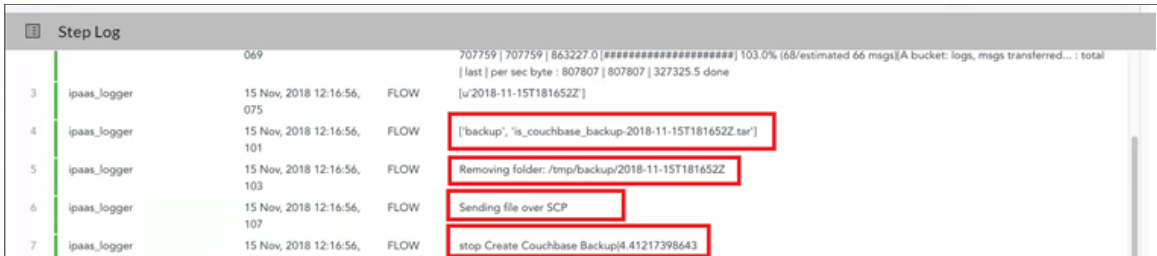 Step Log
069 707759 | 707759 | 863227.0 [####################] 103.0% (68/estimated 66 msgs)[A bucket: logs, msgs transferred... : total
| last | per sec byte : 807807 | 807807 | 327325.5 done
3 ipaas_logger 15 Nov, 2018 12:16:56, FLOW [u'2018-11-15T181652Z']
075
4 ipaas_logger 15 Nov, 2018 12:16:56, FLOW ['backup', 'is_couchbase_backup-2018-11-15T181652Z.tar']
101
5 ipaas_logger 15 Nov, 2018 12:16:56, FLOW Removing folder: /tmp/backup/2018-11-15T181652Z
103
6 ipaas_logger 15 Nov, 2018 12:16:56, FLOW Sending file over SCP
107
7 ipaas_logger 15 Nov, 2018 12:16:56, FLOW stop Create Couchbase Backup|4.41217398643